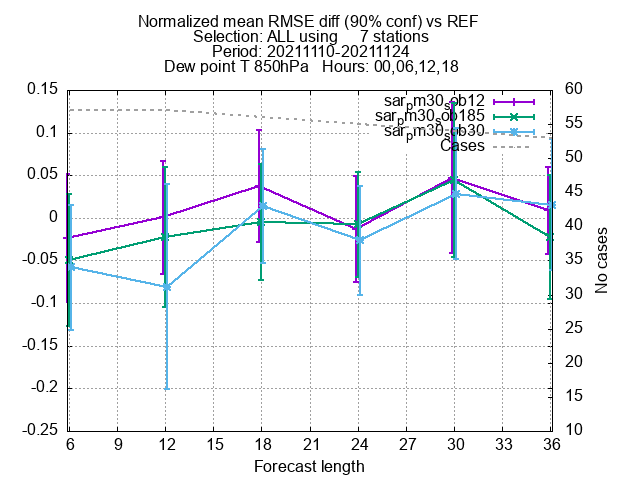 Normalized mean RMSE diff (90% conf) vs REF
Selection: ALL using 7 stations
Period: 20211110-20211124
Dew point T 850hPa Hours: 00,06,12,18
sar_pm30_sob12
sar_pm30_sob185
sar_pm30_sob30
Cases
0.15
0.1
0.05
0
-0.05
-0.1
-0.15
-0.2
-0.25
60
55
50
45
40
35
30
25
20
15
10
No cases
6 9 12 15 18 21 24 27 30 33 36
Forecast length